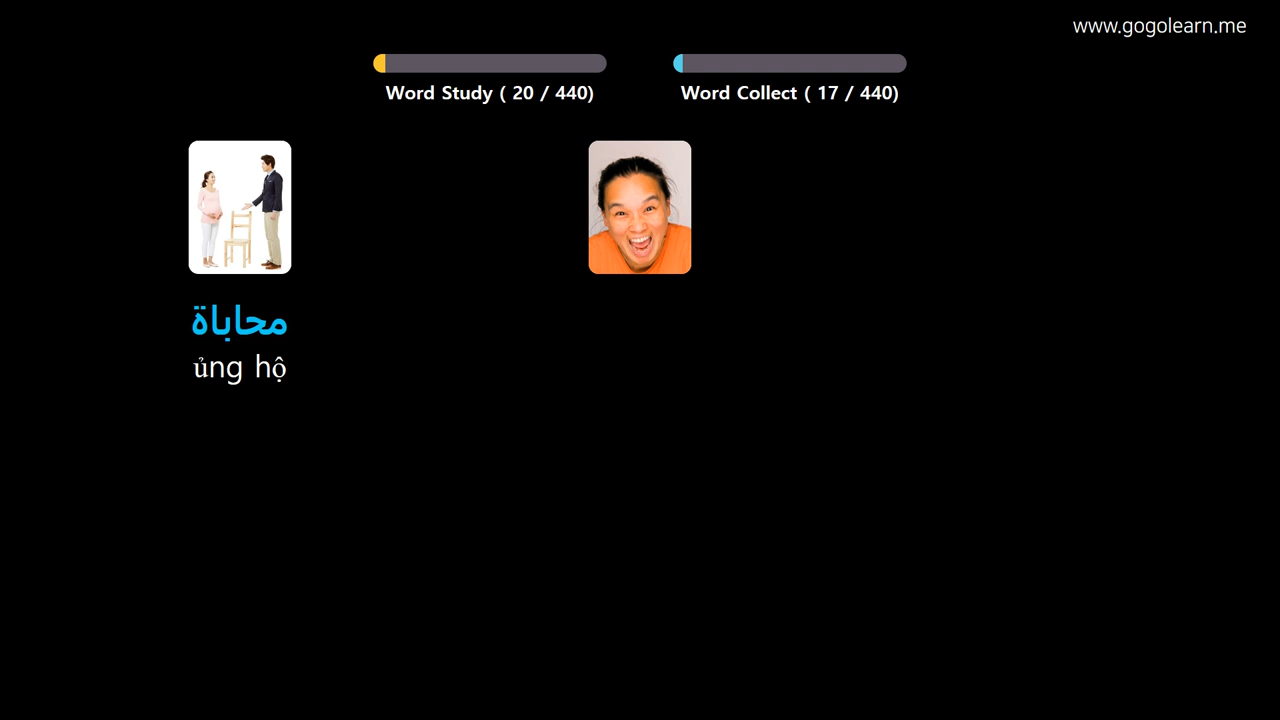 www.gogolearn.me
Word Study ( 20 / 440)
Word Collect ( 17 / 440)
محاباة
ủng hộ